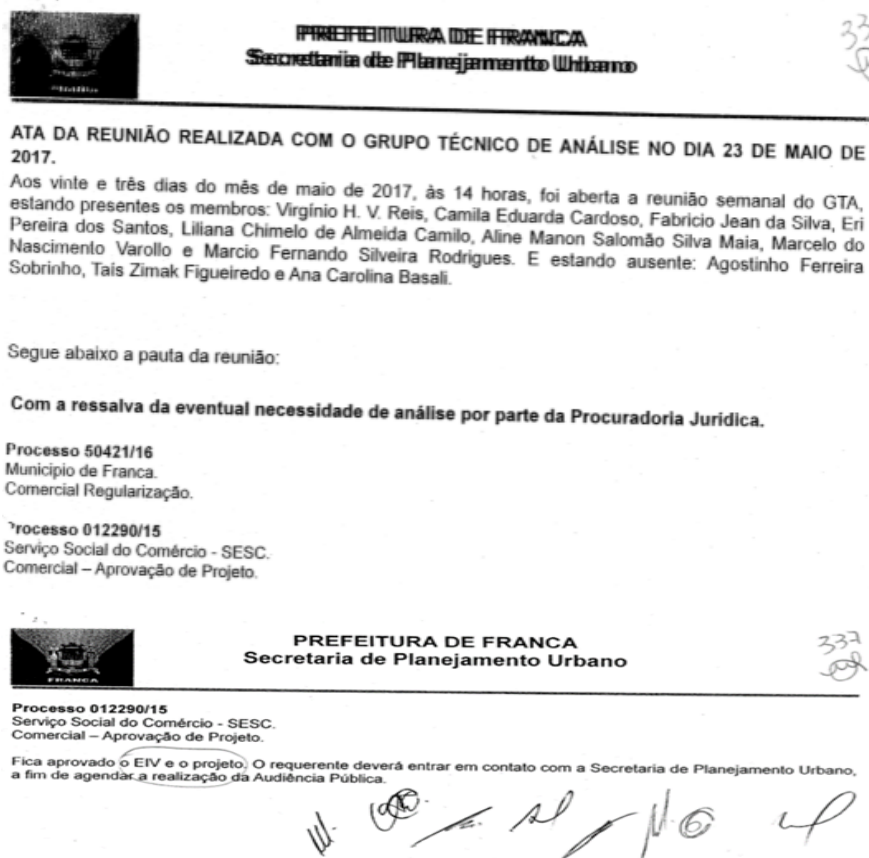 PREFEITURA DE FRANCA
Secretaria de Planejamento Urbano
ATA DA REUNIÃO REALIZADA COM O GRUPO TÉCNICO DE ANÁLISE NO DIA 23 DE MAIO DE
2017.
Aos vinte e três dias do mês de maio de 2017, às 14 horas, foi aberta a reunião semanal do GTA,
estando presentes os membros: Virgínio H. V. Reis, Camila Eduarda Cardoso, Fabricio Jean da Silva, Eri
Pereira dos Santos, Liliana Chimelo de Almeida Camilo, Aline Manon Salomão Silva Maia, Marcelo do
Nascimento Varollo e Marcio Fernando Silveira Rodrigues. E estando ausente: Agostinho Ferreira
Sobrinho, Taís Zimak Figueiredo e Ana Carolina Basali.
Segue abaixo a pauta da reunião:
Com a ressalva da eventual necessidade de análise por parte da Procuradoria Jurídica.
Processo 50421/16
Municipio de Franca.
Comercial Regularização.
Processo 012290/15
Serviço Social do Comércio - SESC.
Comercial – Aprovação de Projeto.
FRANCA
PREFEITURA DE FRANCA
Secretaria de Planejamento Urbano
337
Processo 012290/15
Serviço Social do Comércio - SESC.
Comercial – Aprovação de Projeto.
Fica aprovado o EIV e o projeto. O requerente deverá entrar em contato com a Secretaria de Planejamento Urbano,
a fim de agendar a realização da Audiência Pública.